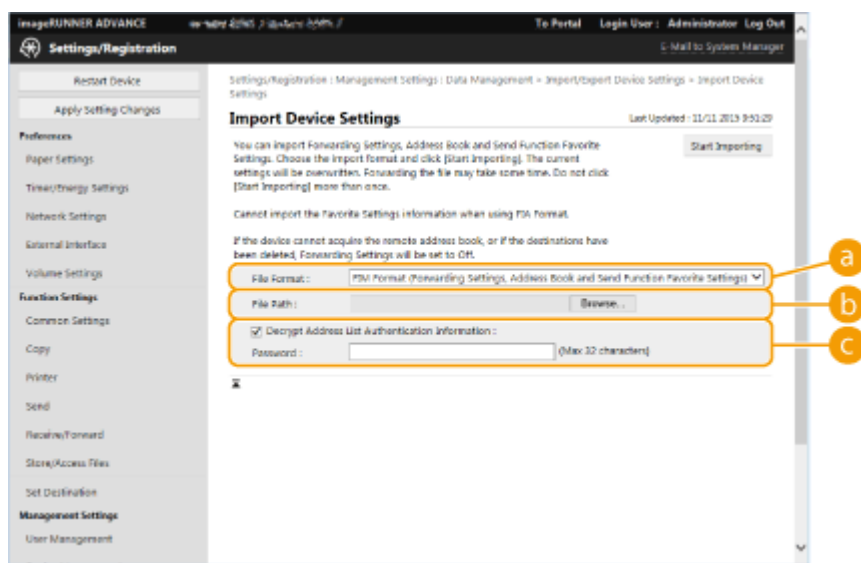 imageRUNNER ADVANCE
To Portal Login User : Administrator Log Out
Settings/Registration
E-Mail to System Manager
Restart Device
Apply Setting Changes
Preferences
Paper Settings
Timer/Energy Settings
Network Settings
External Interface
Volume Settings
Function Settings
Common Settings
Copy
Printer
Send
Receive/Forward
Store/Access Files
Set Destination
Management Settings
User Management
Settings/Registration : Management Settings : Data Management > Import/Export Device Settings > Import Device
Settings
Import Device Settings
Last Updated : 11/11 2015 9:51:29
You can import Forwarding Settings, Address Book and Send Function Favorite
Settings. Choose the import format and click [Start Importing]. The current
settings will be overwritten. Forwarding the file may take some time. Do not click
[Start Importing] more than once.
Start Importing
Cannot import the Favorite Settings information when using FIA Format.
If the device cannot acquire the remote address book, or if the destinations have
been deleted, Forwarding Settings will be set to Off.
File Format : FIM Format (Forwarding Settings, Address Book and Send Function Favorite Settings)
a
File Path : Browse...
b
Decrypt Address List Authentication Information :
Password : (Max 32 characters)
c